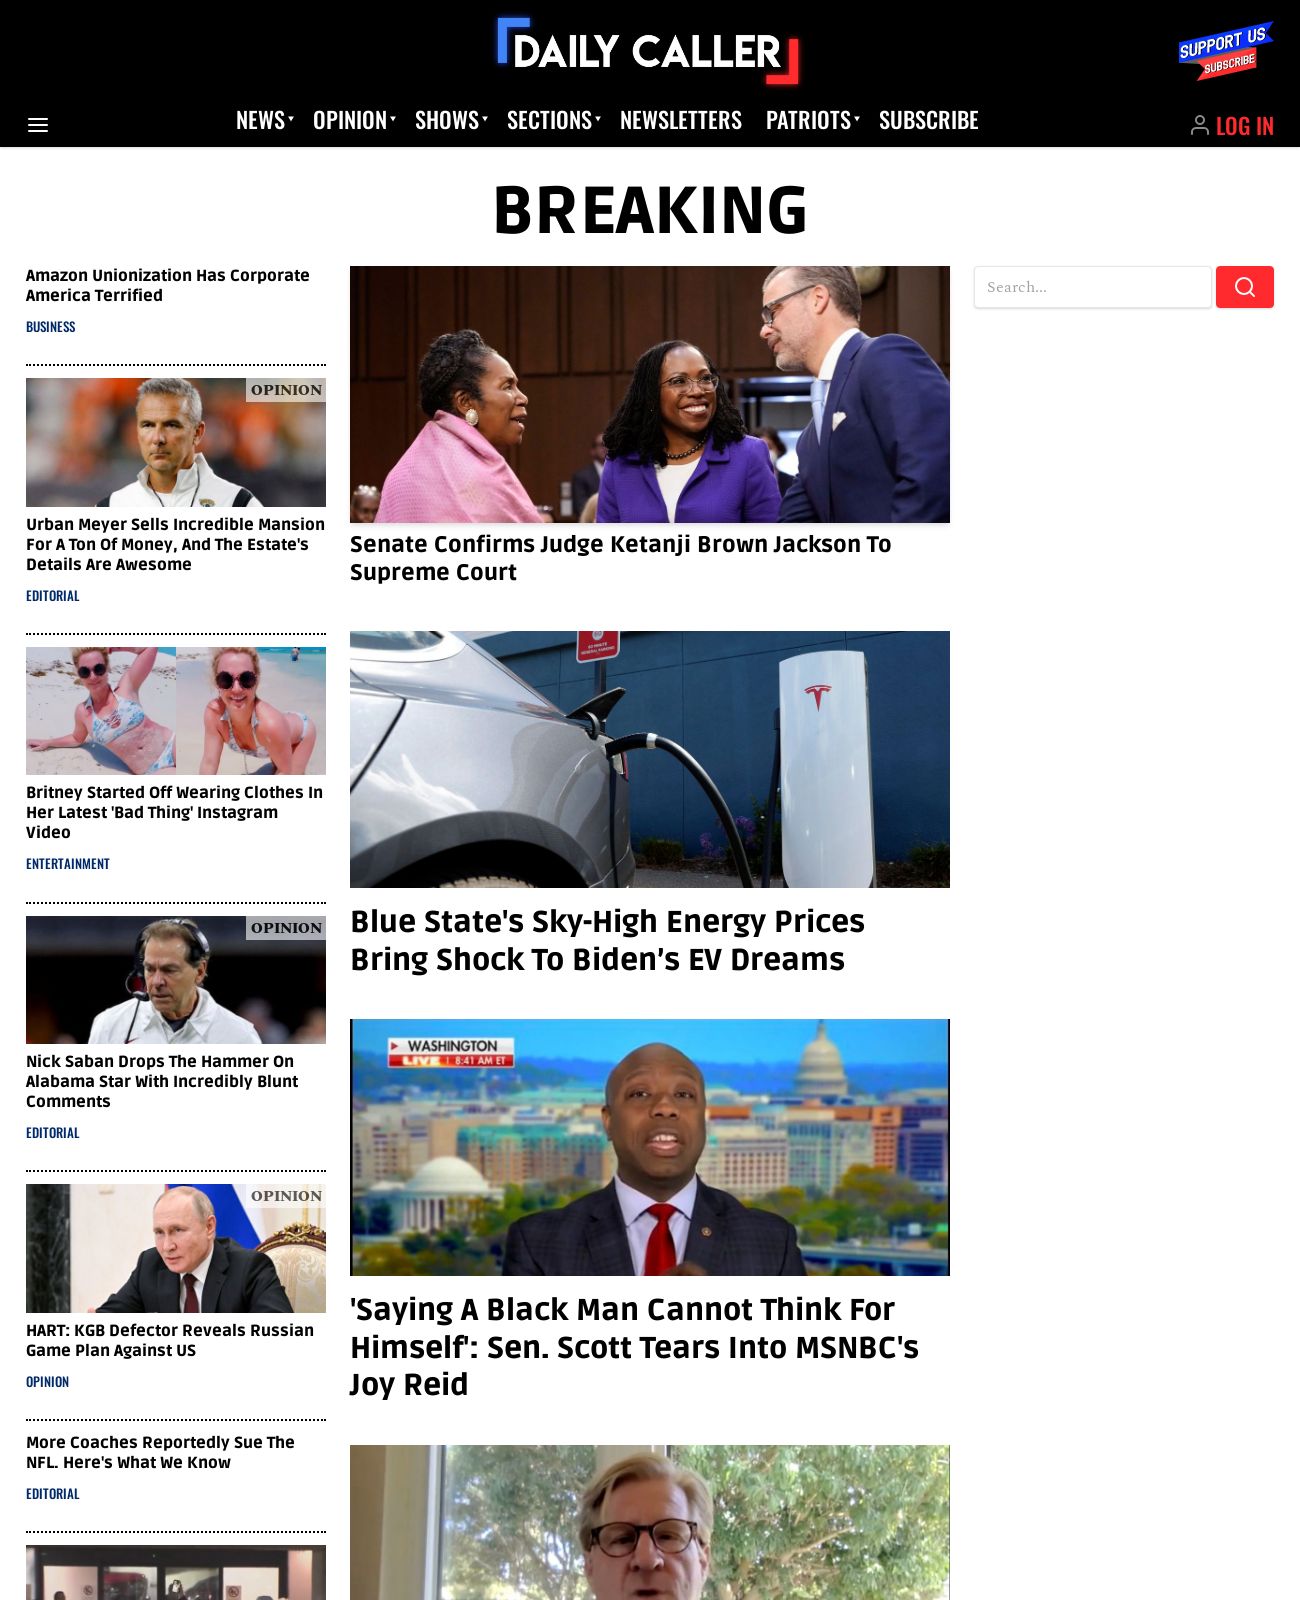 DAILY CALLER
SUPPORT US
SUBSCRIBE
NEWS
OPINION
SHOWS
SECTIONS
NEWSLETTERS
PATRIOTS
SUBSCRIBE
LOG IN
BREAKING
Amazon Unionization Has Corporate
America Terrified
BUSINESS
OPINION
Urban Meyer Sells Incredible Mansion
For A Ton Of Money, And The Estate's
Details Are Awesome
EDITORIAL
Britney Started Off Wearing Clothes In
Her Latest 'Bad Thing' Instagram
Video
ENTERTAINMENT
OPINION
Nick Saban Drops The Hammer On
Alabama Star With Incredibly Blunt
Comments
EDITORIAL
OPINION
HART: KGB Defector Reveals Russian
Game Plan Against US
OPINION
More Coaches Reportedly Sue The
NFL. Here's What We Know
EDITORIAL
Senate Confirms Judge Ketanji Brown Jackson To
Supreme Court
Blue State's Sky-High Energy Prices
Bring Shock To Biden’s EV Dreams
WASHINGTON
LIVE 8:41 AM ET
'Saying A Black Man Cannot Think For
Himself': Sen. Scott Tears Into MSNBC's
Joy Reid
Search...